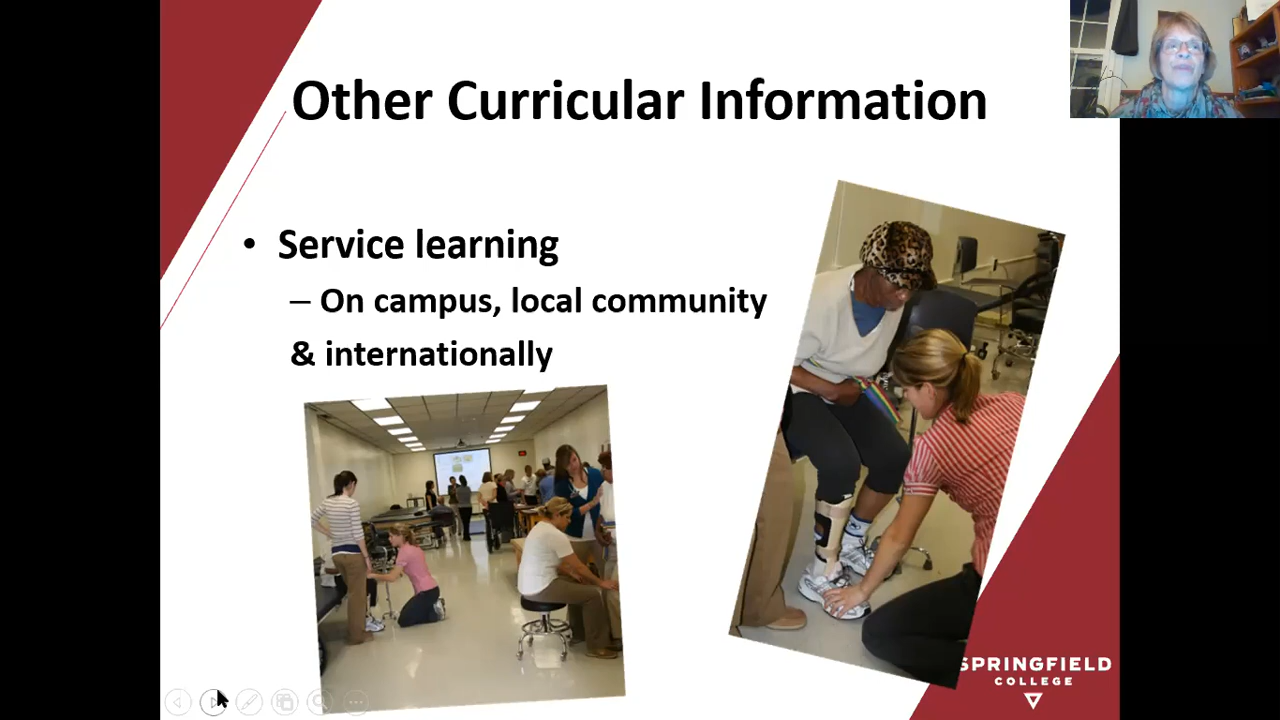 Other Curricular Information
• Service learning
– On campus, local community
& internationally
SPRINGFIELD
COLLEGE